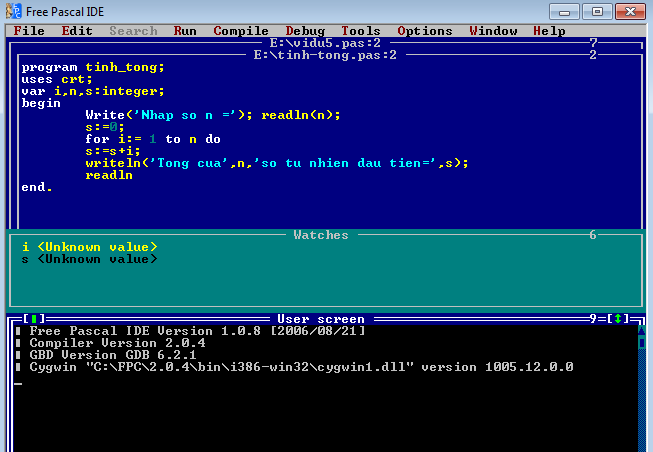 Free Pascal IDE
File Edit Search Run Compile Debug Tools Options Window Help
E:\vidu5.pas:2 7
E:\tinh-tong.pas:2 2
program tinh_tong;
uses crt;
var i,n,s:integer;
begin
Write('Nhap so n ='); readln(n);
s:=0;
for i:= 1 to n do
s:=s+i;
writeln('Tong cua',n,'so tu nhien dau tien=',s);
readln
end.
Watches 6
i <Unknown value>
s <Unknown value>
User screen 9
Free Pascal IDE Version 1.0.8 [2006/08/21]
Compiler Version 2.0.4
GBD Version GDB 6.2.1
Cygwin "C:\FPC\2.0.4\bin\i386-win32\cygwin1.dll" version 1005.12.0.0